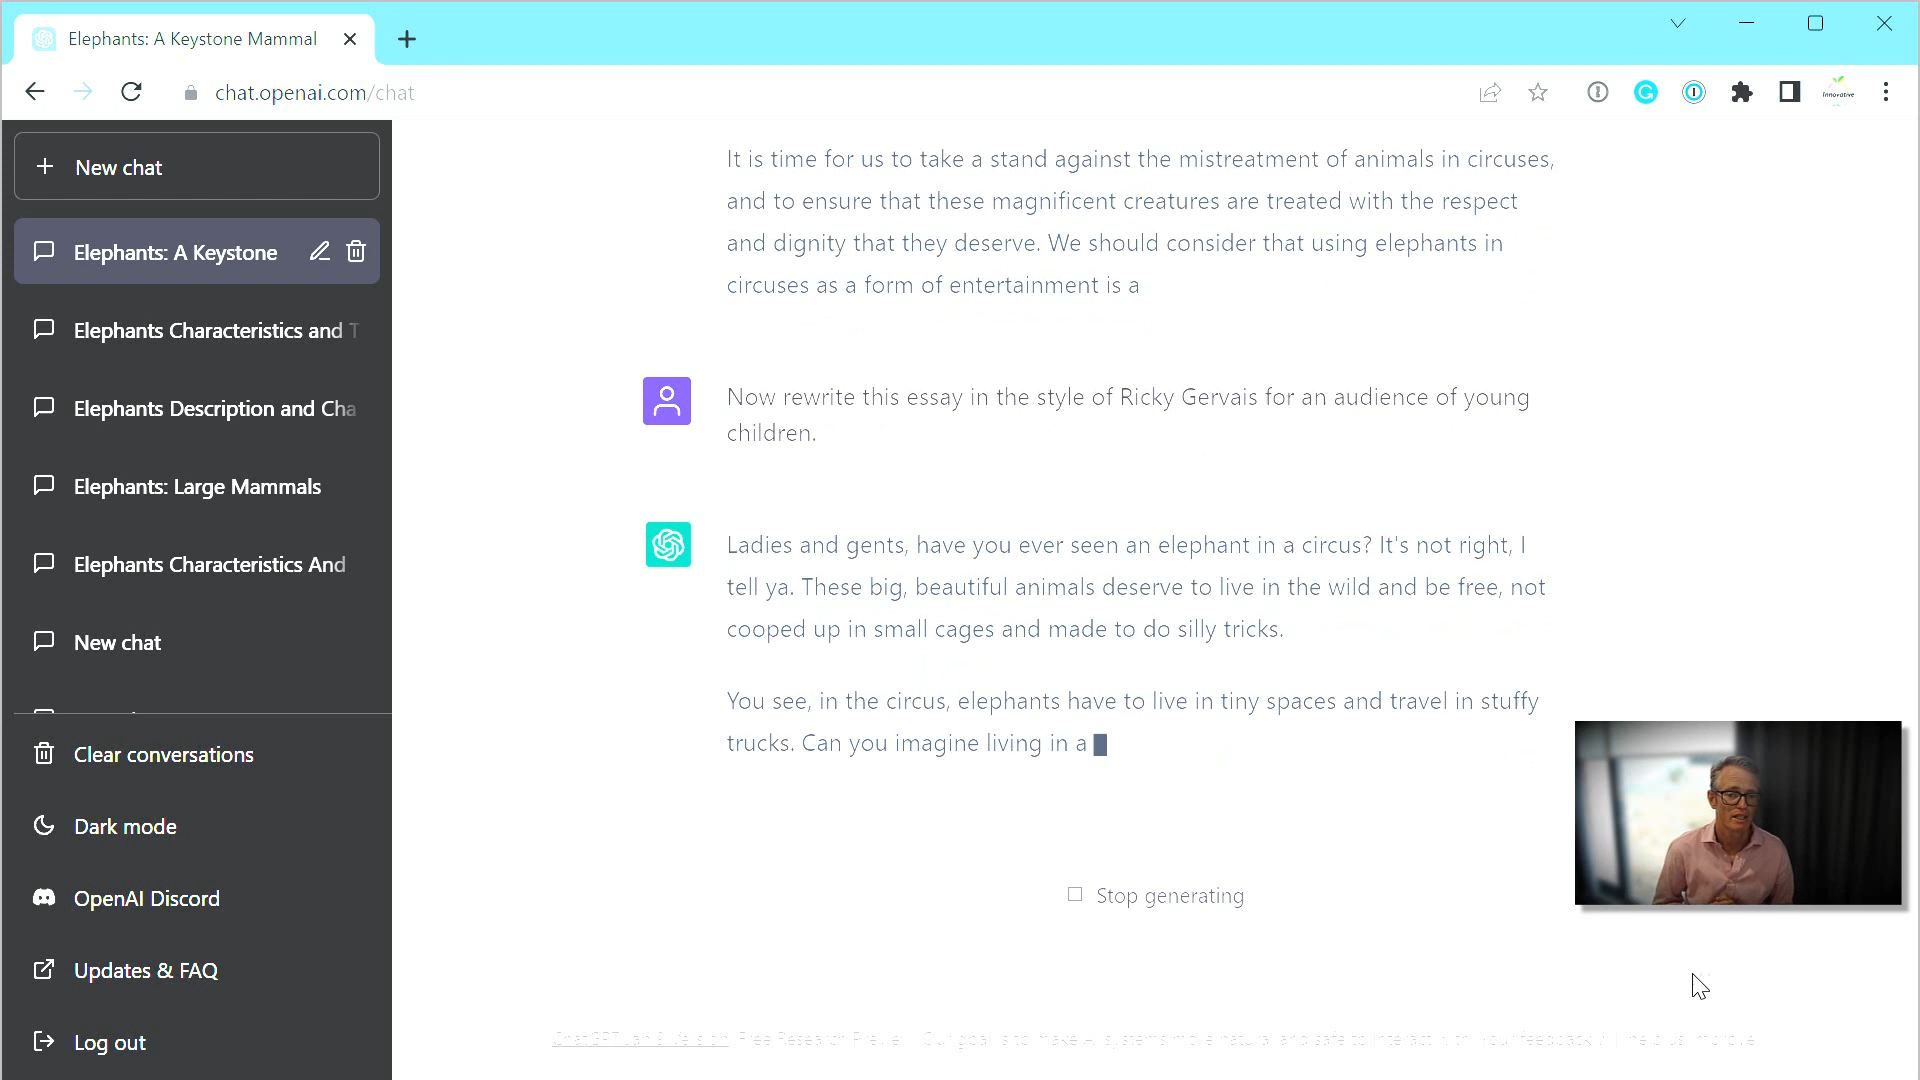 Elephants: A Keystone Mammal
chat.openai.com/chat
Innovative
New chat
Elephants: A Keystone
Elephants Characteristics and T
Elephants Description and Cha
Elephants: Large Mammals
Elephants Characteristics And
New chat
Clear conversations
Dark mode
OpenAI Discord
Updates & FAQ
Log out
It is time for us to take a stand against the mistreatment of animals in circuses,
and to ensure that these magnificent creatures are treated with the respect
and dignity that they deserve. We should consider that using elephants in
circuses as a form of entertainment is a
Now rewrite this essay in the style of Ricky Gervais for an audience of young
children.
Ladies and gents, have you ever seen an elephant in a circus? It's not right, I
tell ya. These big, beautiful animals deserve to live in the wild and be free, not
cooped up in small cages and made to do silly tricks.
You see, in the circus, elephants have to live in tiny spaces and travel in stuffy
trucks. Can you imagine living in a
Stop generating